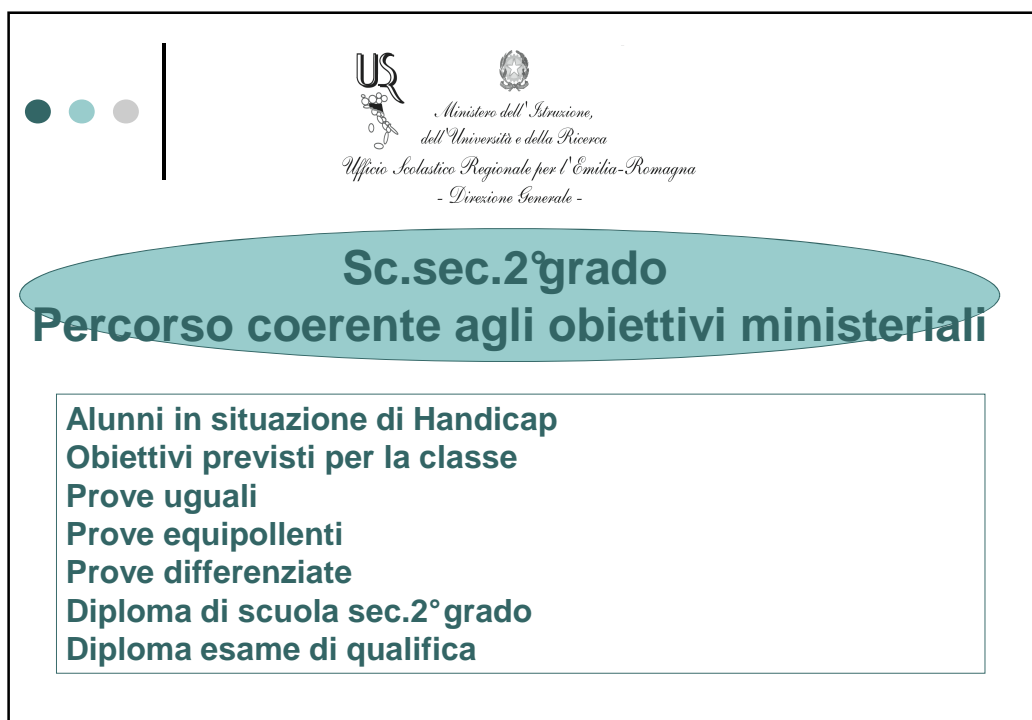 USR
Ministero dell'Istruzione,
dell'Università e della Ricerca
Ufficio Scolastico Regionale per l'Emilia-Romagna
- Direzione Generale -
Sc.sec.2°grado
Percorso coerente agli obiettivi ministeriali
Alunni in situazione di Handicap
Obiettivi previsti per la classe
Prove uguali
Prove equipollenti
Prove differenziate
Diploma di scuola sec.2° grado
Diploma esame di qualifica